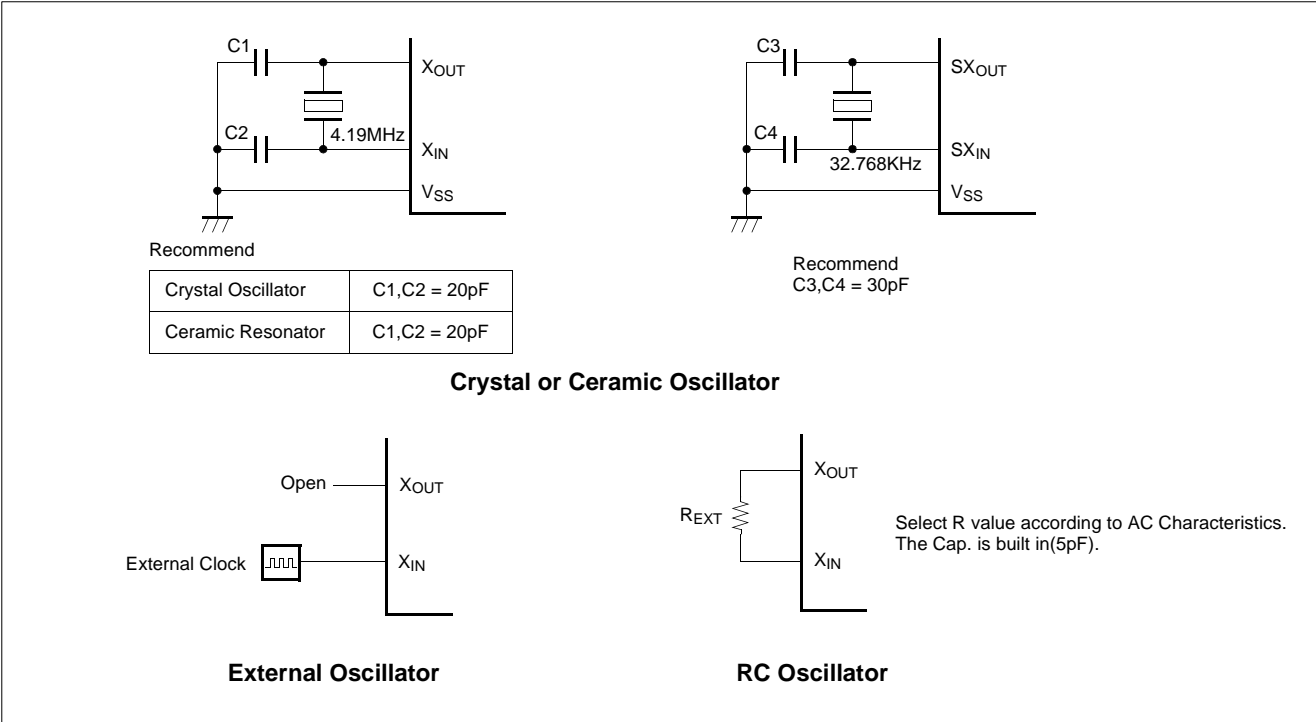 C1
XOUT
C2
4.19MHz
XIN
VSS
Recommend
Crystal Oscillator C1,C2 = 20pF
Ceramic Resonator C1,C2 = 20pF
C3
SXOUT
C4
32.768KHz
SXIN
VSS
Recommend
C3,C4 = 30pF
Crystal or Ceramic Oscillator
Open
XOUT
External Clock
XIN
External Oscillator
XOUT
REXT
XIN
Select R value according to AC Characteristics.
The Cap. is built in(5pF).
RC Oscillator